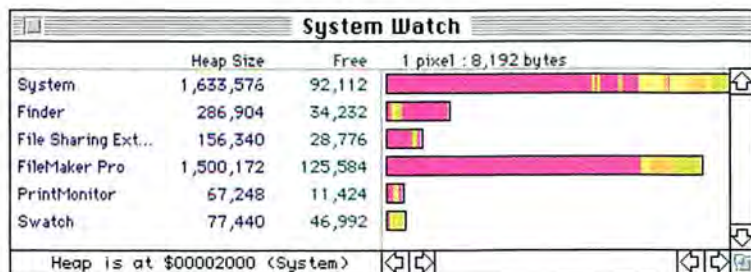 System Watch
Heap Size Free 1 pixel : 8,192 bytes
System 1,633,576 92,112
Finder 286,904 34,232
File Sharing Ext... 156,340 28,776
FileMaker Pro 1,500,172 125,584
PrintMonitor 67,248 11,424
Swatch 77,440 46,992
Heap is at $00002000 (System)